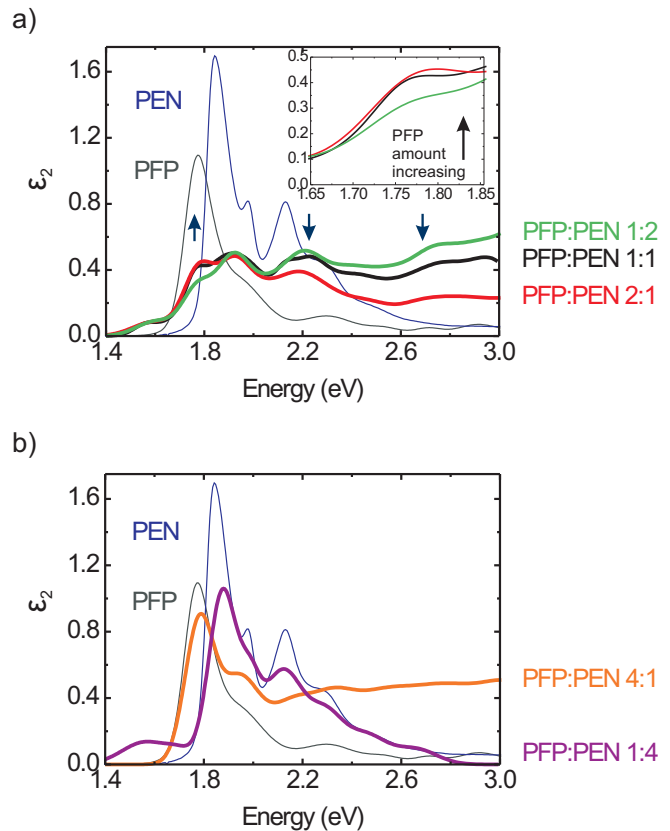 a)
1.6
1.2
0.8
0.4
0.0
ε2
1.4
1.8
2.2
2.6
3.0
Energy (eV)
PEN
PFP
0.5
0.4
0.3
0.2
0.1
0
1.65
1.70
1.75
1.80
1.85
PFP
amount
increasing
PFP:PEN 1:2
PFP:PEN 1:1
PFP:PEN 2:1
b)
1.6
1.2
0.8
0.4
0.0
ε2
1.4
1.8
2.2
2.6
3.0
Energy (eV)
PEN
PFP
PFP:PEN 4:1
PFP:PEN 1:4